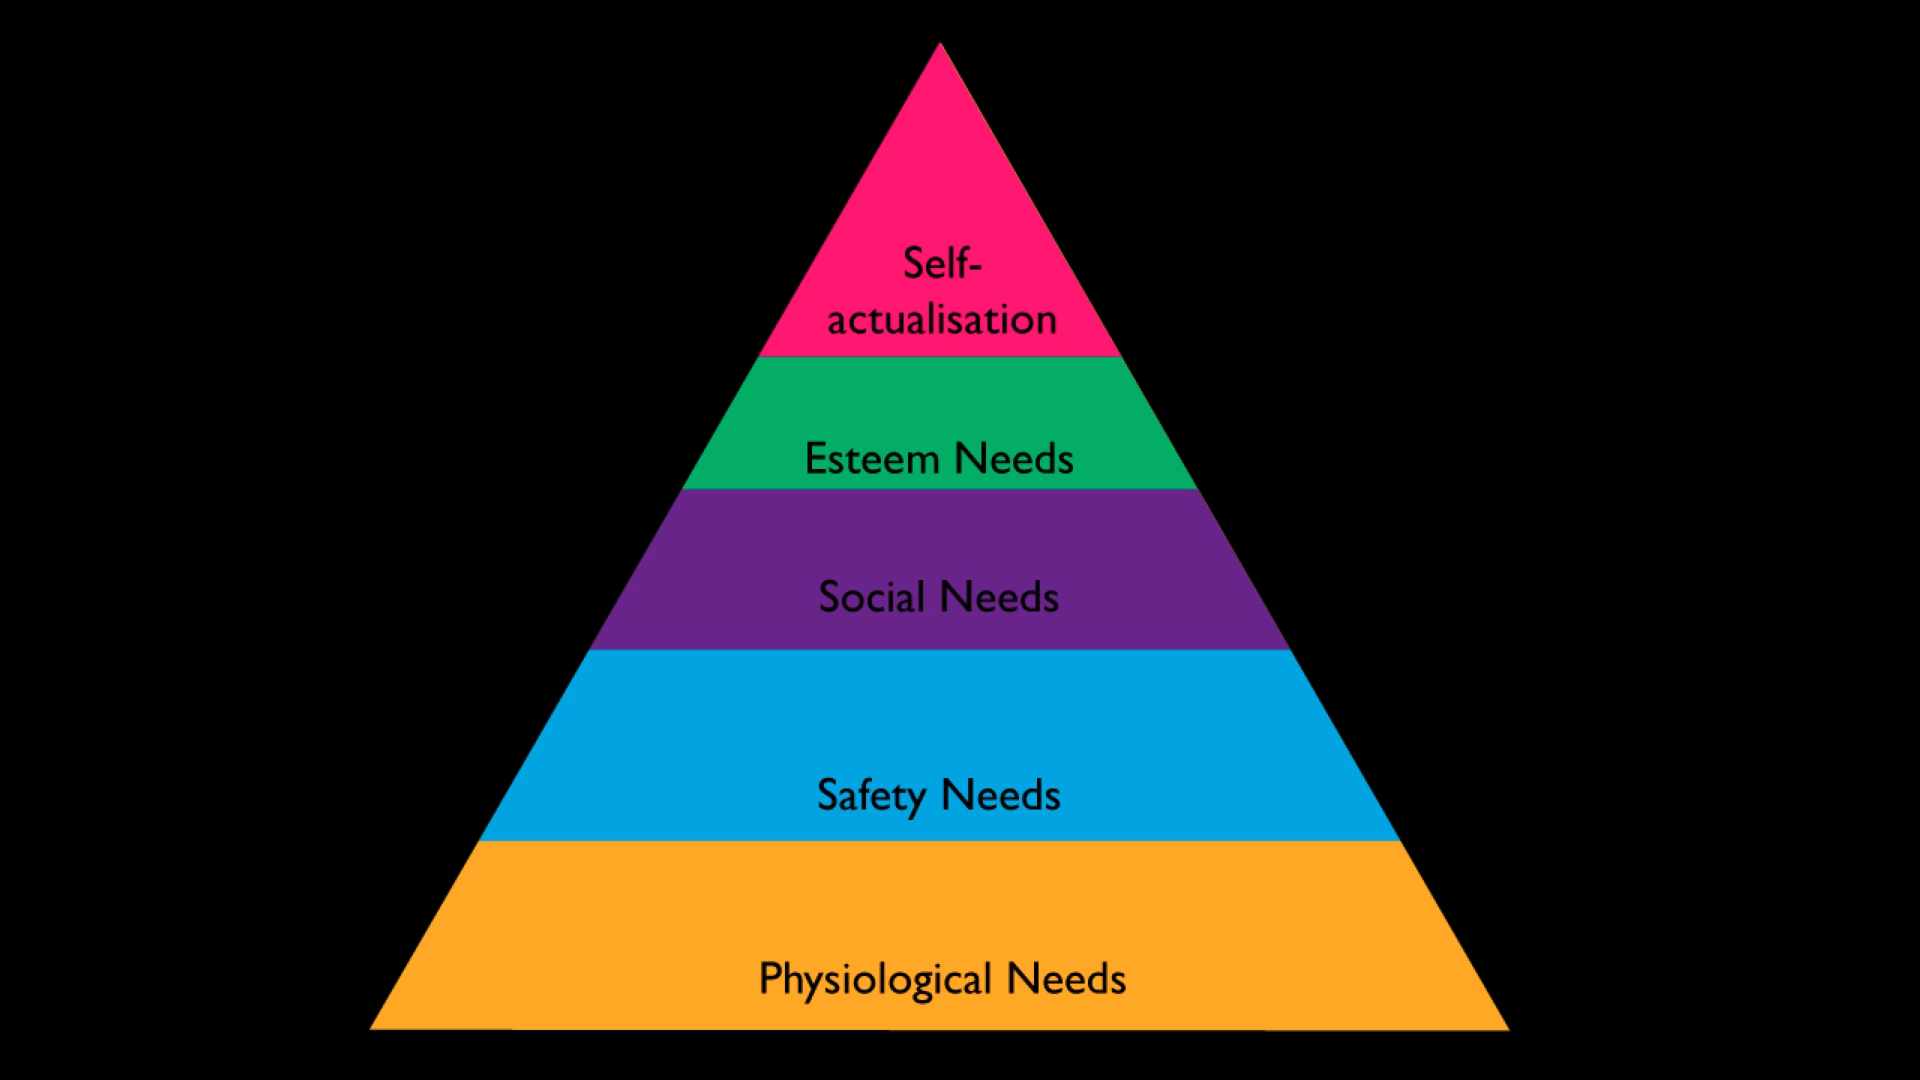 Self-
actualisation
Esteem Needs
Social Needs
Safety Needs
Physiological Needs